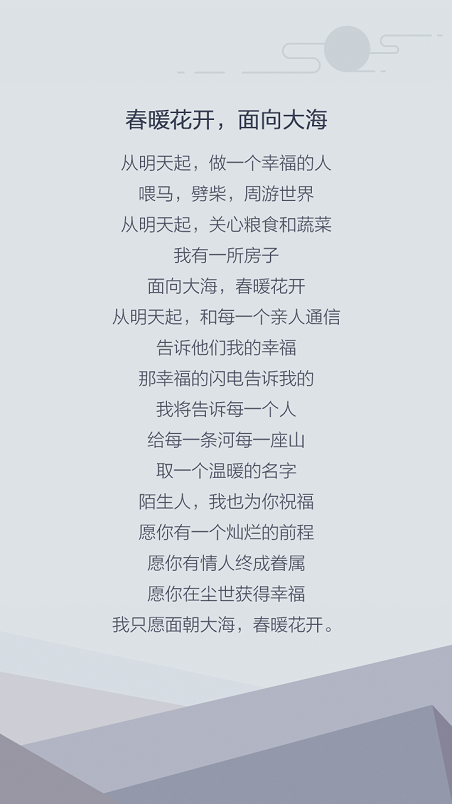 春暖花开，面向大海
从明天起，做一个幸福的人
喂马，劈柴，周游世界
从明天起，关心粮食和蔬菜
我有一所房子
面向大海，春暖花开
从明天起，和每一个亲人通信
告诉他们我的幸福
那幸福的闪电告诉我的
我将告诉每一个人
给每一条河每一座山
取一个温暖的名字
陌生人，我也为你祝福
愿你有一个灿烂的前程
愿你有情人终成眷属
愿你在尘世获得幸福
我只愿面朝大海，春暖花开。